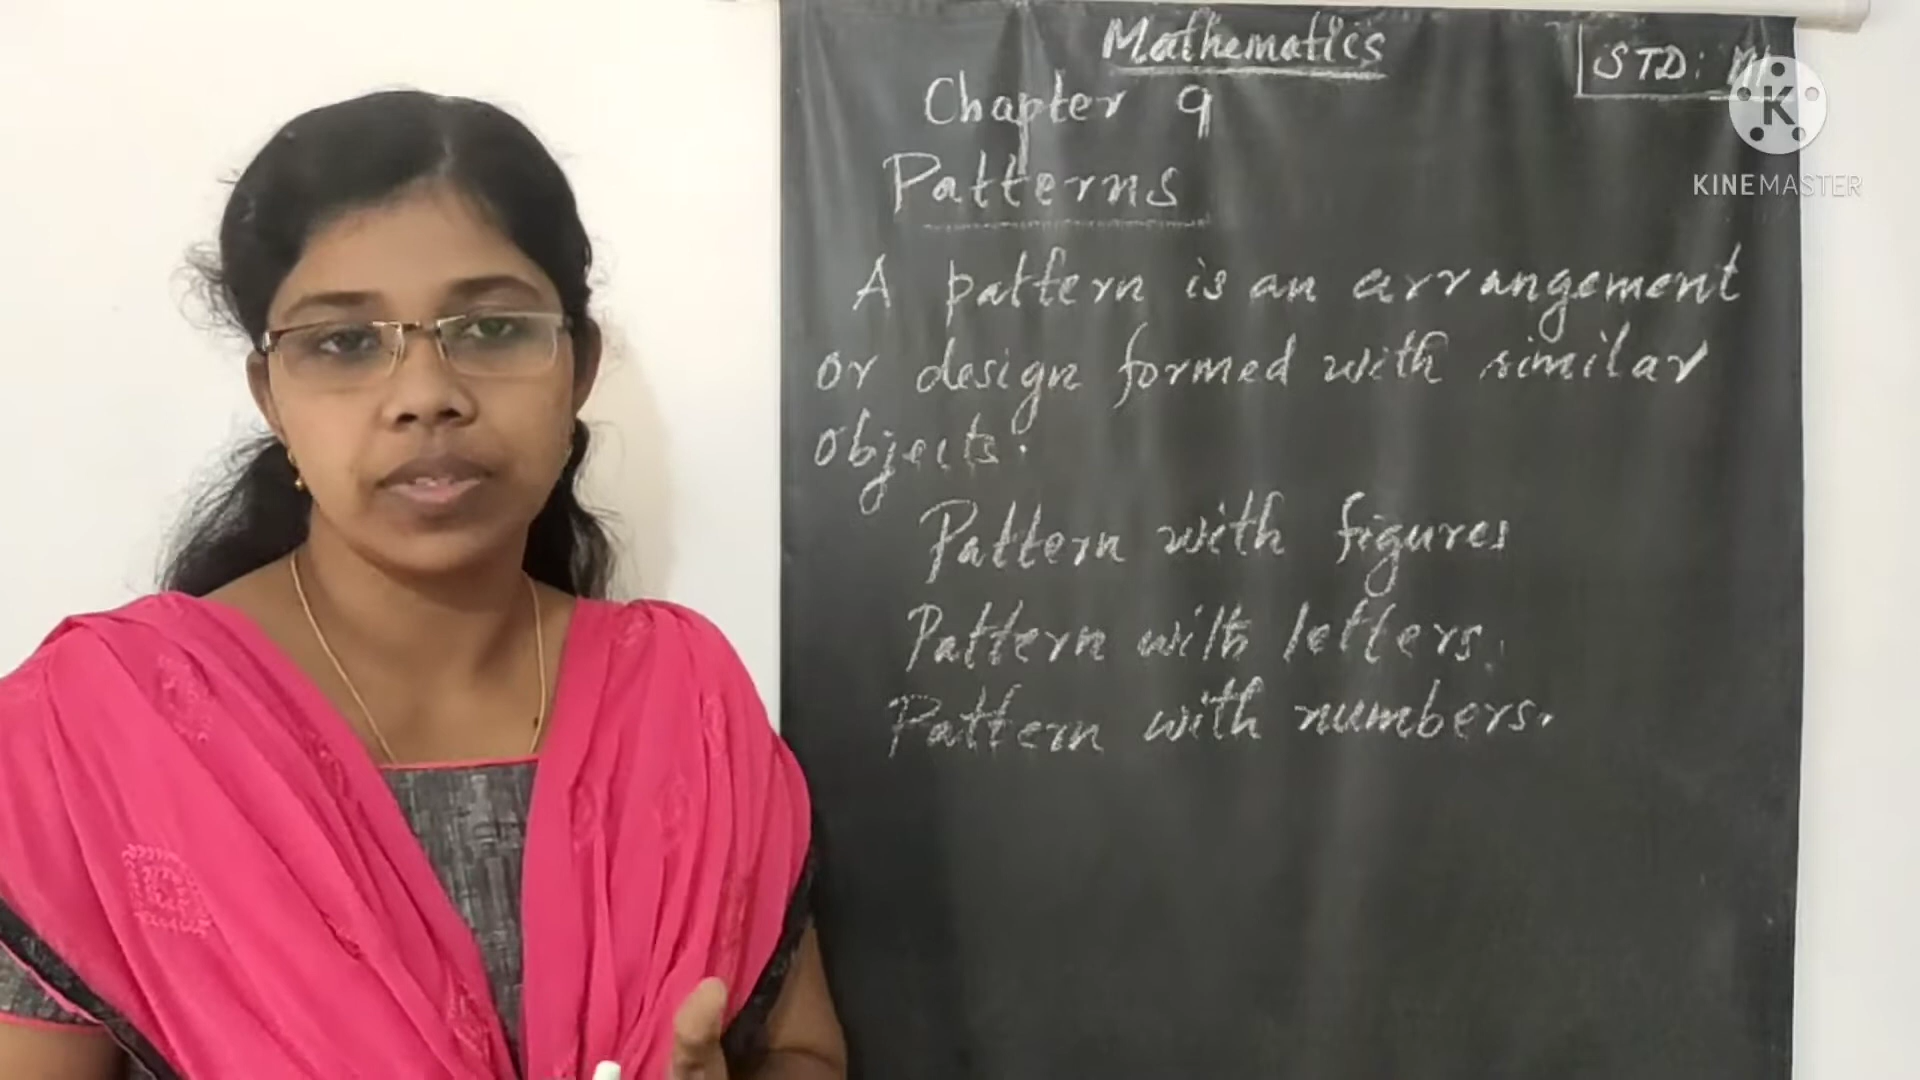 Mathematics
STD:
Chapter 9
Patterns
A pattern is an arrangement
or design formed with similar
objects.
Pattern with figures
Pattern with letters.
Pattern with numbers.
K
KINEMASTER